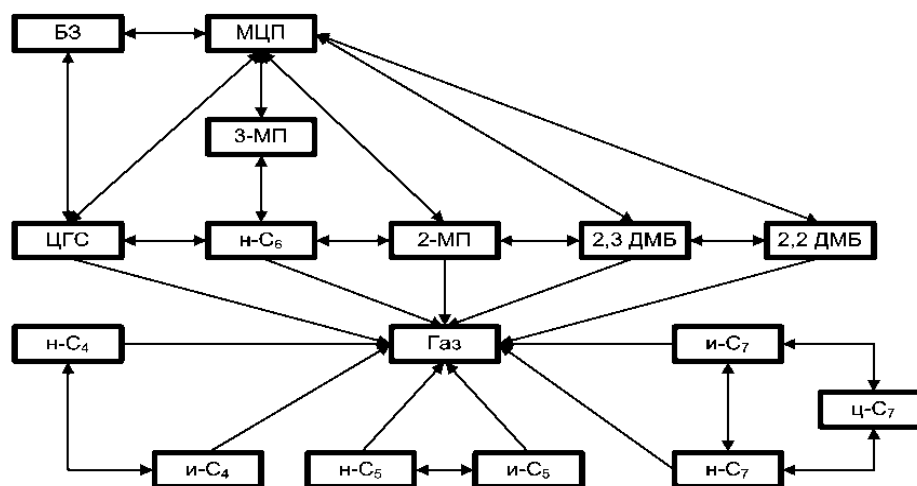 БЗ
МЦП
3-МП
ЦГС
н-С₆
2-МП
2,3 ДМБ
2,2 ДМБ
н-С₄
Газ
и-С₇
ц-С₇
и-С₄
н-С₅
и-С₅
н-С₇